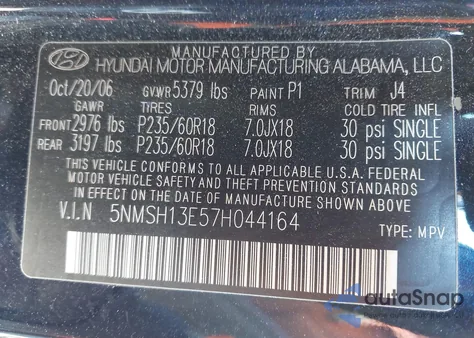 MANUFACTURED BY
HYUNDAI MOTOR MANUFACTURING ALABAMA, LLC
Oct/20/06 GVWR 5379 lbs PAINT P1 TRIM J4
GAWR TIRES RIMS COLD TIRE INFL
FRONT 2976 lbs P235/60R18 7.0JX18 30 psi SINGLE
REAR 3197 lbs P235/60R18 7.0JX18 30 psi SINGLE
THIS VEHICLE CONFORMS TO ALL APPLICABLE U.S.A. FEDERAL
MOTOR VEHICLE SAFETY AND THEFT PREVENTION STANDARDS
IN EFFECT ON THE DATE OF MANUFACTURE SHOWN ABOVE.
V.I.N 5NMSH13E57H044164
TYPE: MPV
autoSnap